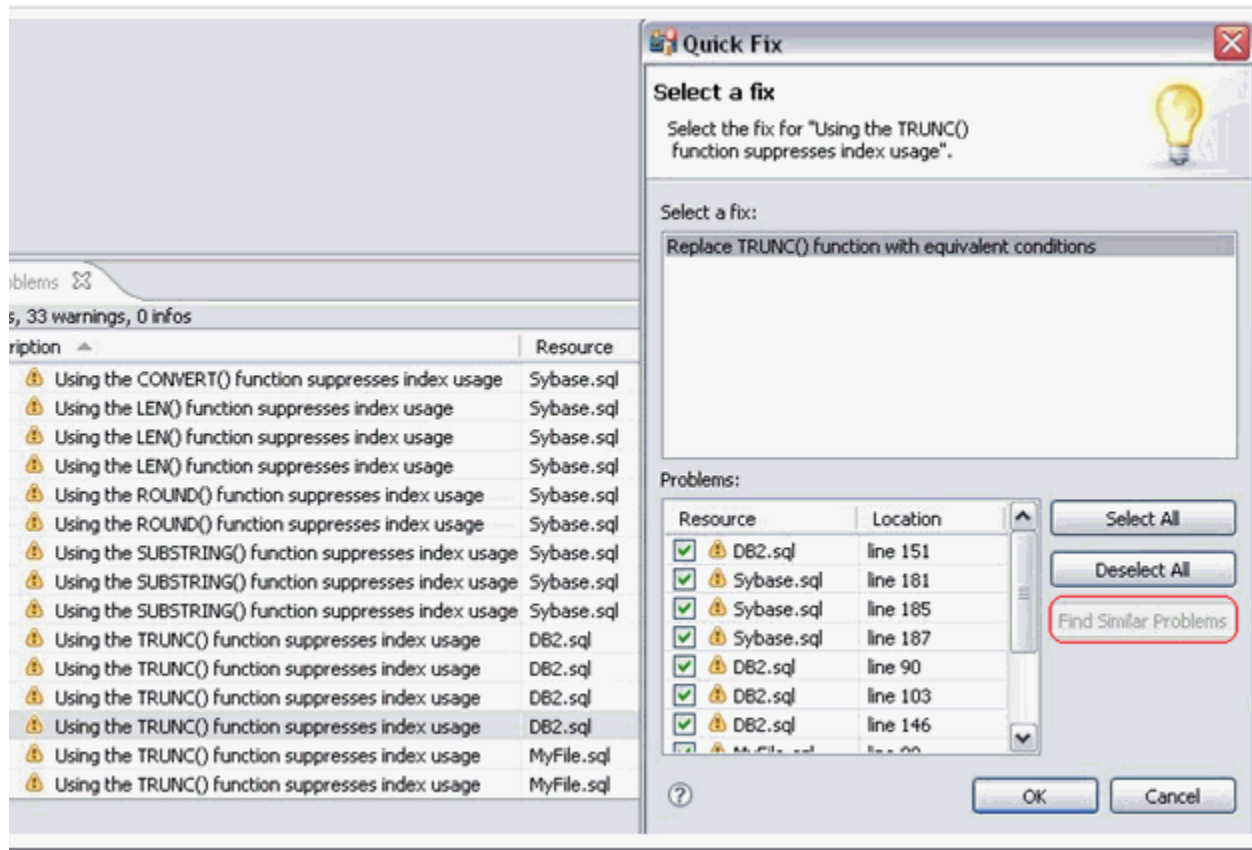 Quick Fix
Select a fix
Select the fix for "Using the TRUNC()
function suppresses index usage".
Select a fix:
Replace TRUNC() function with equivalent conditions
Problems:
Resource Location
DB2.sql line 151
Sybase.sql line 181
Sybase.sql line 185
Sybase.sql line 187
DB2.sql line 90
DB2.sql line 103
DB2.sql line 146
Select All
Deselect All
Find Similar Problems
OK
Cancel
oblems
s, 33 warnings, 0 infos
ription Resource
Using the CONVERT() function suppresses index usage Sybase.sql
Using the LEN() function suppresses index usage Sybase.sql
Using the LEN() function suppresses index usage Sybase.sql
Using the LEN() function suppresses index usage Sybase.sql
Using the ROUND() function suppresses index usage Sybase.sql
Using the ROUND() function suppresses index usage Sybase.sql
Using the SUBSTRING() function suppresses index usage Sybase.sql
Using the SUBSTRING() function suppresses index usage Sybase.sql
Using the SUBSTRING() function suppresses index usage Sybase.sql
Using the TRUNC() function suppresses index usage DB2.sql
Using the TRUNC() function suppresses index usage DB2.sql
Using the TRUNC() function suppresses index usage DB2.sql
Using the TRUNC() function suppresses index usage DB2.sql
Using the TRUNC() function suppresses index usage MyFile.sql
Using the TRUNC() function suppresses index usage MyFile.sql